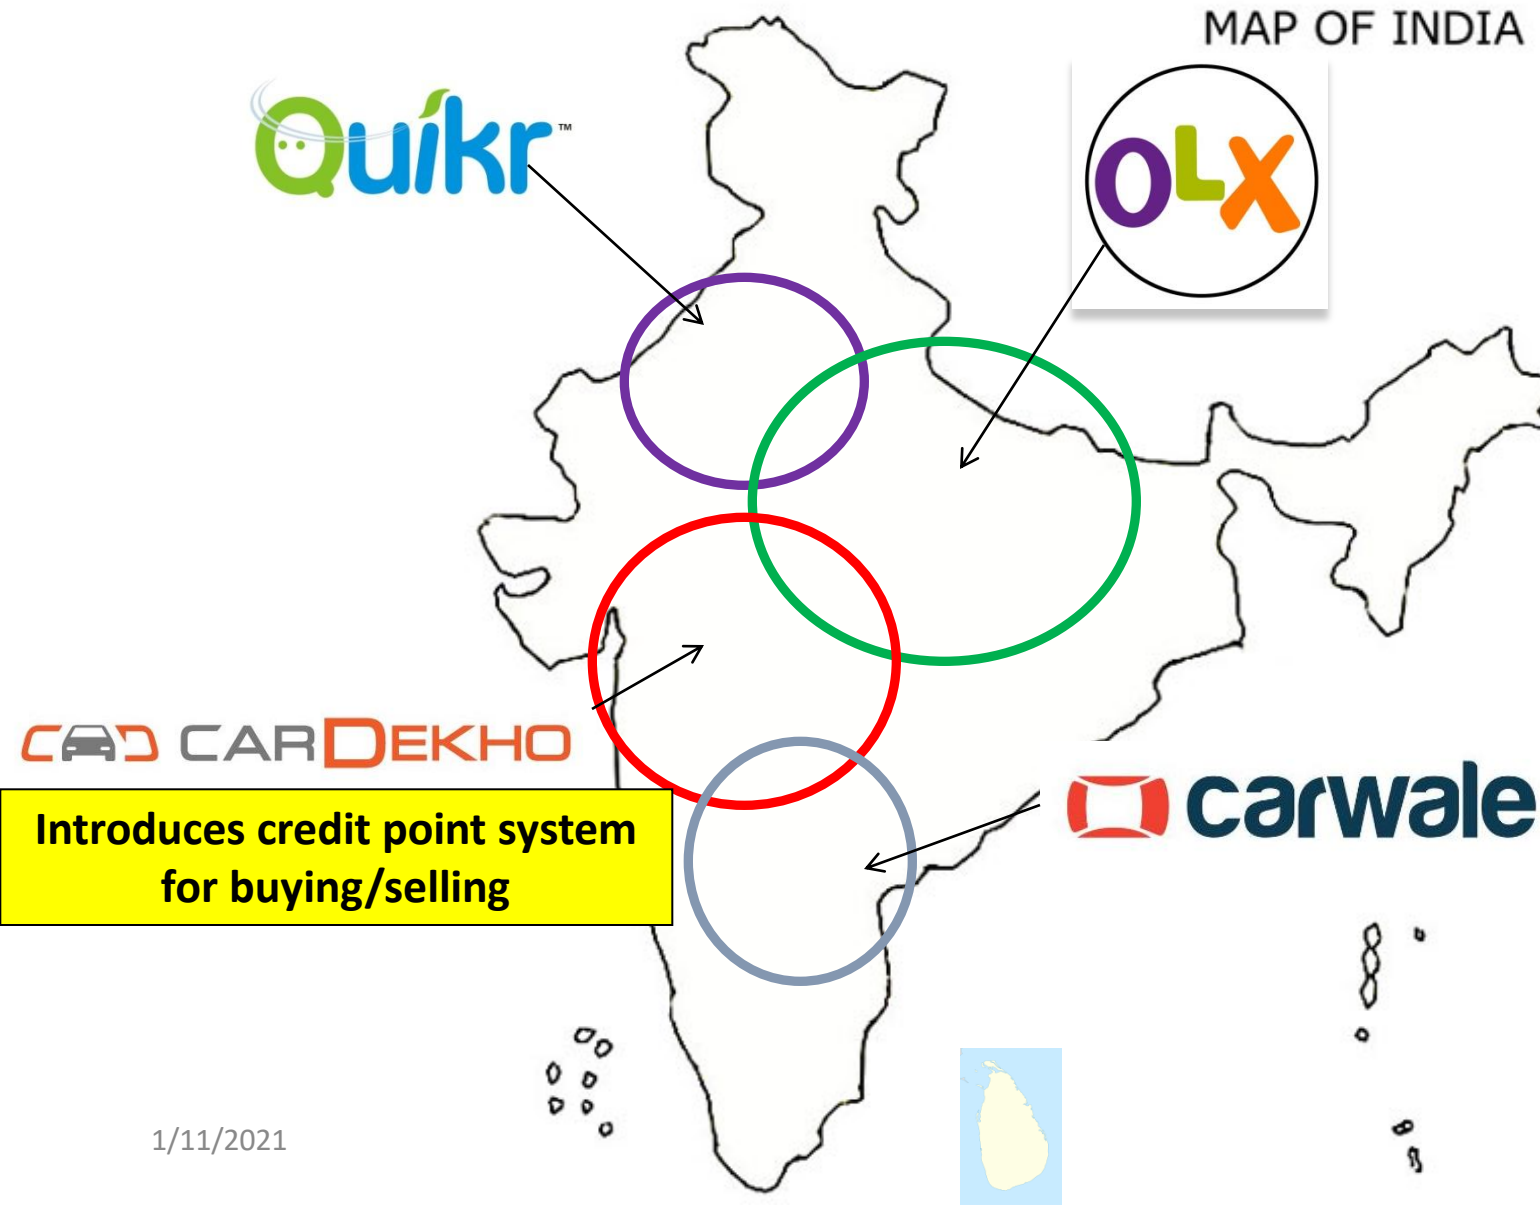 MAP OF INDIA
Quikr™
OLX
CARDEKHO
Introduces credit point system
for buying/selling
carwale
1/11/2021